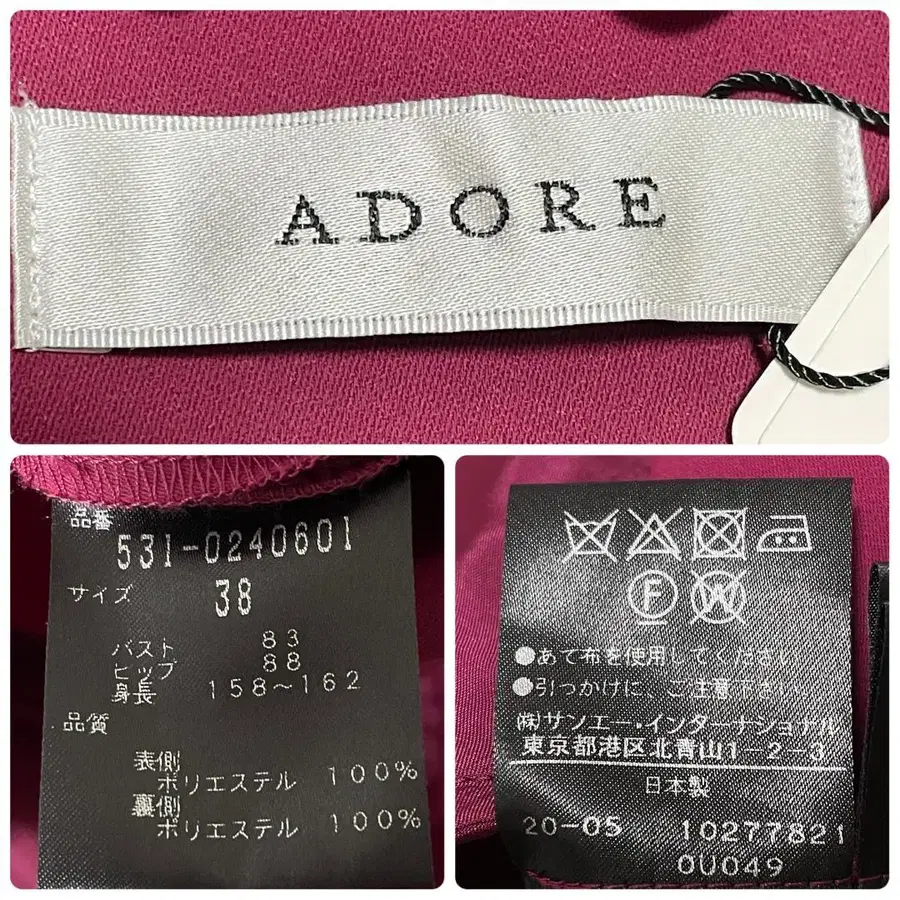 ADORE
品番
531-0240601
サイズ 38
バスト 83
ヒップ 88
身長 158～162
品質
表側
ポリエステル 100%
裏側
ポリエステル 100%
F W
●あて布を使用してください
●引っかけに、ご注意下さい。
㈱サンエー・インターナショナル
東京都港区北青山1-2-3
日本製
20-05 10277821
0U049